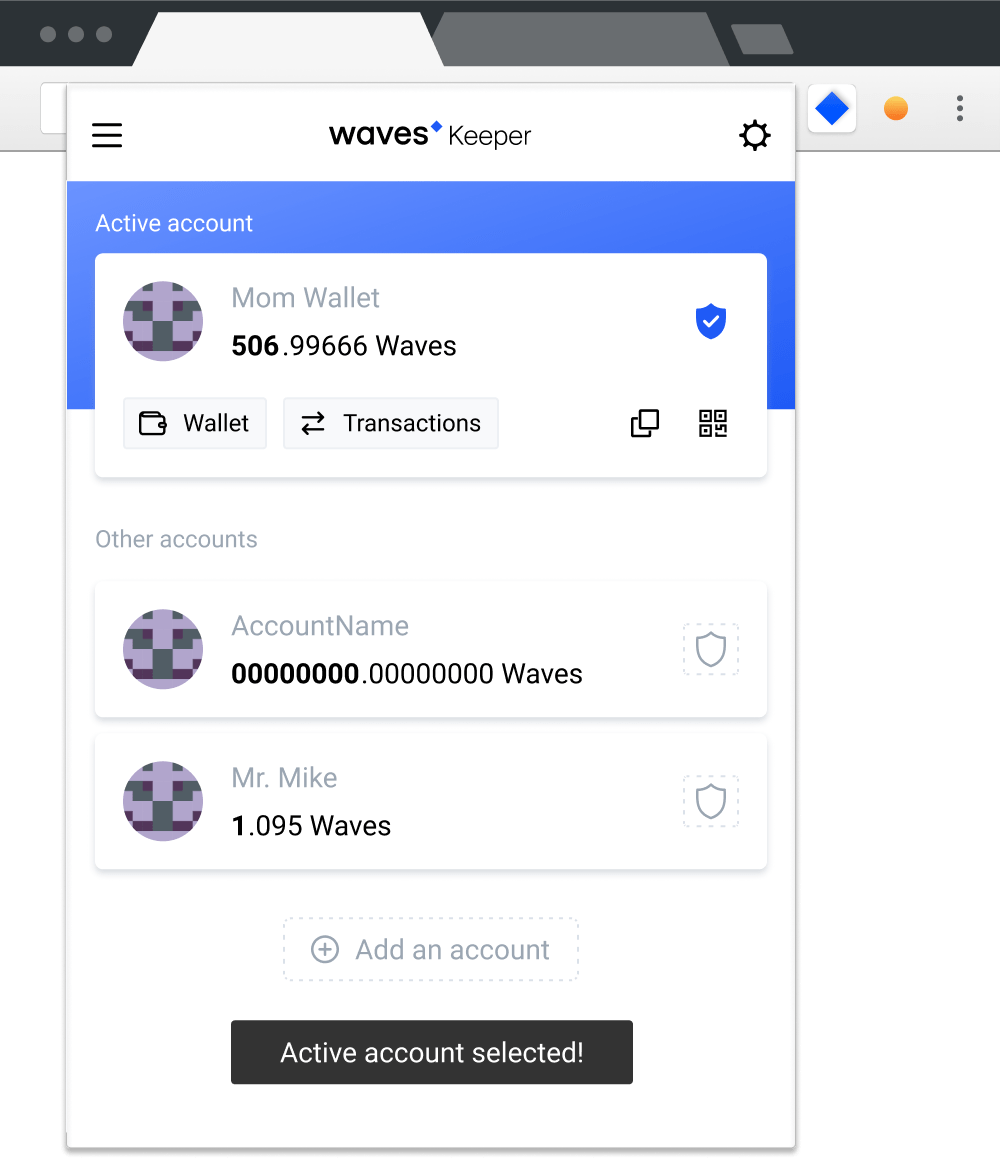 waves Keeper
Active account
Mom Wallet
506.99666 Waves
Wallet
Transactions
Other accounts
AccountName
00000000.00000000 Waves
Mr. Mike
1.095 Waves
Add an account
Active account selected!